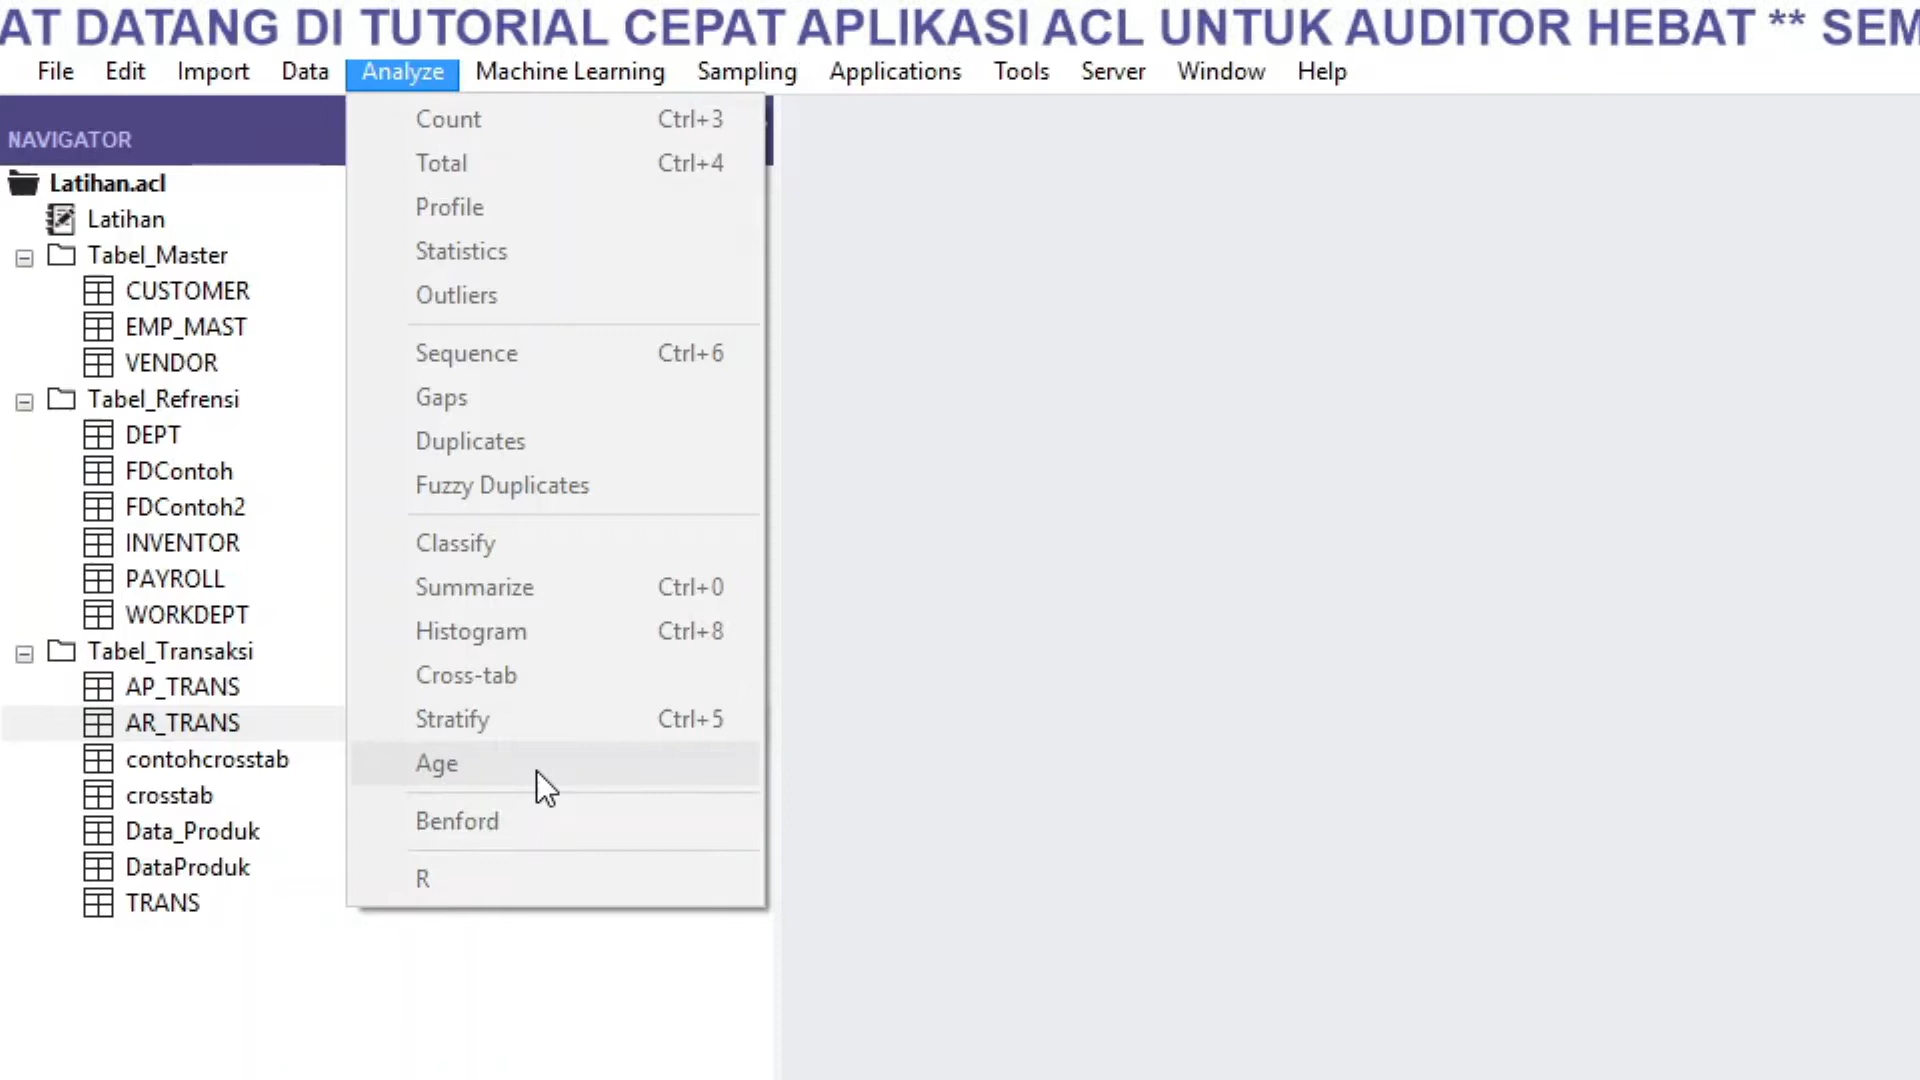 AT DATANG DI TUTORIAL CEPAT APLIKASI ACL UNTUK AUDITOR HEBAT ** SEM
File Edit Import Data Analyze Machine Learning Sampling Applications Tools Server Window Help
NAVIGATOR
Latihan.acl
Latihan
Tabel_Master
CUSTOMER
EMP_MAST
VENDOR
Tabel_Refrensi
DEPT
FDContoh
FDContoh2
INVENTOR
PAYROLL
WORKDEPT
Tabel_Transaksi
AP_TRANS
AR_TRANS
contohcrosstab
crosstab
Data_Produk
DataProduk
TRANS
Count Ctrl+3
Total Ctrl+4
Profile
Statistics
Outliers
Sequence Ctrl+6
Gaps
Duplicates
Fuzzy Duplicates
Classify
Summarize Ctrl+0
Histogram Ctrl+8
Cross-tab
Stratify Ctrl+5
Age
Benford
R